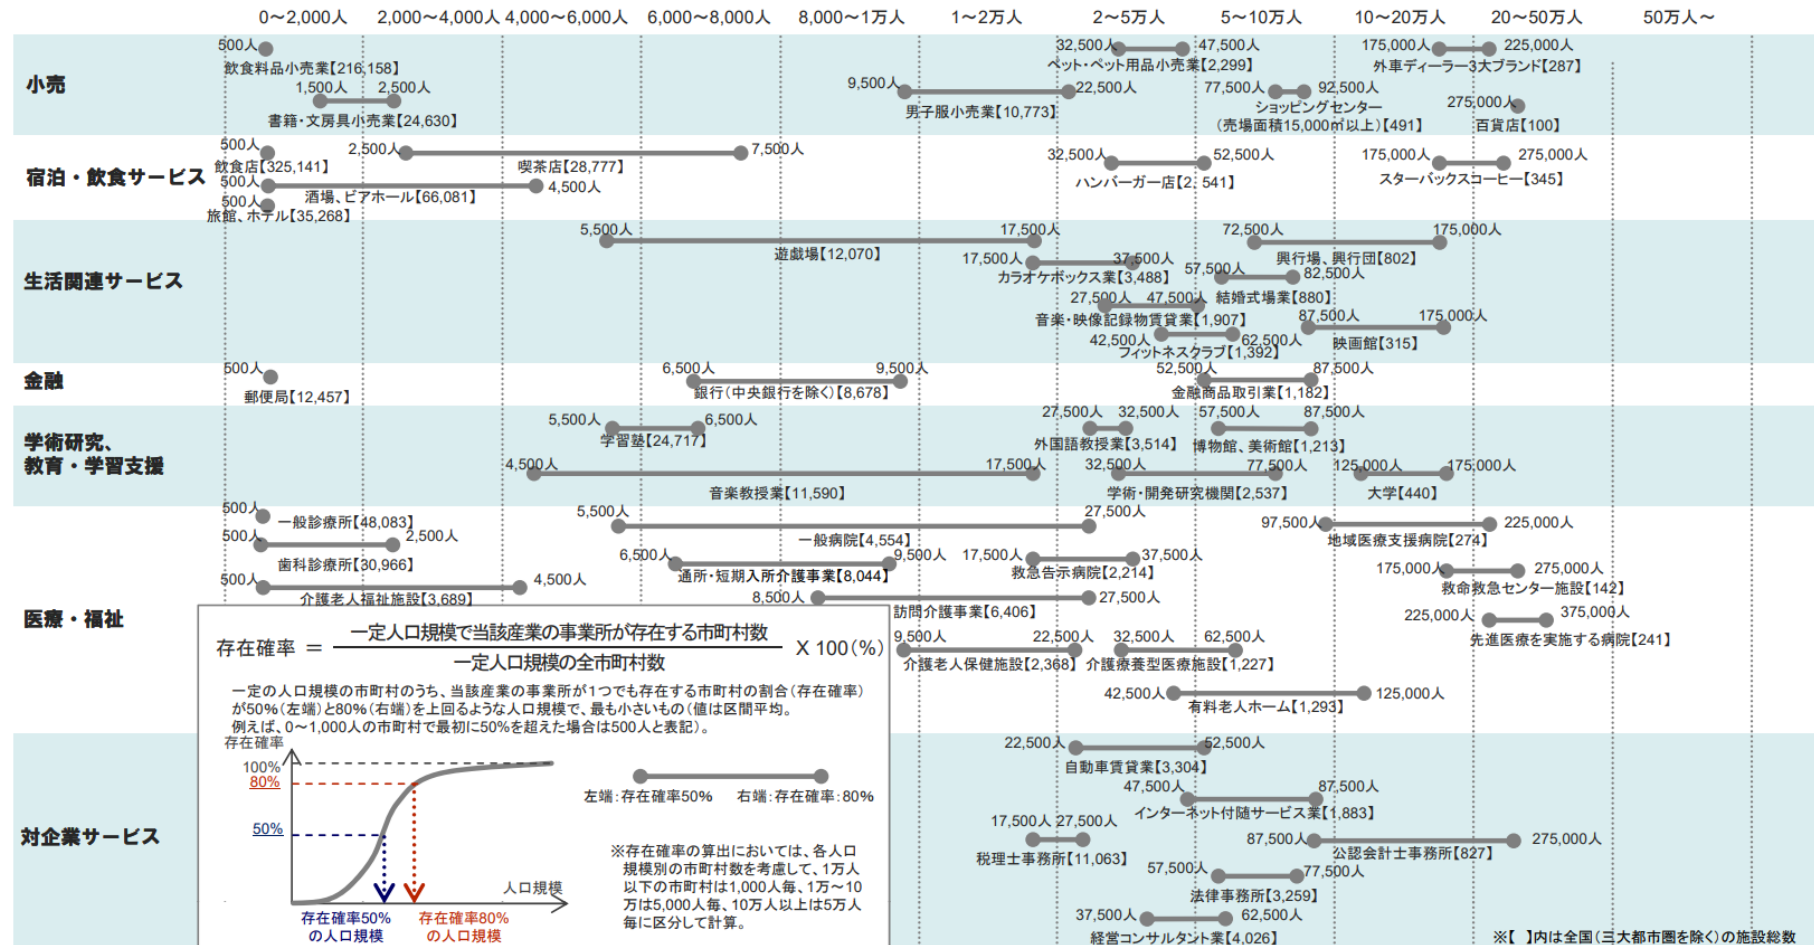 0～2,000人 2,000～4,000人 4,000～6,000人 6,000～8,000人 8,000～1万人 1～2万人 2～5万人 5～10万人 10～20万人 20～50万人 50万人～
小売
500人
飲食料品小売業【216,158】
1,500人 2,500人
書籍・文房具小売業【24,630】
9,500人 22,500人
男子服小売業【10,773】
32,500人 47,500人
ペット・ペット用品小売業【2,299】
77,500人 92,500人
ショッピングセンター
（売場面積15,000㎡以上）【491】
175,000人 225,000人
外車ディーラー3大ブランド【287】
275,000人
百貨店【100】
宿泊・飲食サービス
500人
飲食店【325,141】
2,500人 7,500人
喫茶店【28,777】
500人 4,500人
酒場、ビアホール【66,081】
500人
旅館、ホテル【35,268】
32,500人 52,500人
ハンバーガー店【2，541】
175,000人 275,000人
スターバックスコーヒー【345】
生活関連サービス
5,500人 17,500人
遊戯場【12,070】
17,500人 37,500人
カラオケボックス業【3,488】
27,500人 47,500人
音楽・映像記録物賃貸業【1,907】
42,500人 62,500人
フィットネスクラブ【1,392】
72,500人 175,000人
興行場、興行団【802】
57,500人 82,500人
結婚式場業【880】
87,500人 175,000人
映画館【315】
金融
500人
郵便局【12,457】
6,500人 9,500人
銀行（中央銀行を除く）【8,678】
52,500人 87,500人
金融商品取引業【1,182】
学術研究、
教育・学習支援
5,500人 6,500人
学習塾【24,717】
4,500人 17,500人
音楽教授業【11,590】
27,500人 32,500人
外国語教授業【3,514】
57,500人 87,500人
博物館、美術館【1,213】
32,500人 77,500人
学術・開発研究機関【2,537】
125,000人 175,000人
大学【440】
医療・福祉
500人
一般診療所【48,083】
500人 2,500人
歯科診療所【30,966】
500人 4,500人
介護老人福祉施設【3,689】
5,500人 27,500人
一般病院【4,554】
6,500人 9,500人
通所・短期入所介護事業【8,044】
17,500人 37,500人
救急告示病院【2,214】
8,500人 27,500人
訪問介護事業【6,406】
9,500人 22,500人
介護老人保健施設【2,368】
32,500人 62,500人
介護療養型医療施設【1,227】
42,500人 125,000人
有料老人ホーム【1,293】
97,500人 225,000人
地域医療支援病院【274】
175,000人 275,000人
救命救急センター施設【142】
225,000人 375,000人
先進医療を実施する病院【241】
対企業サービス
22,500人 52,500人
自動車賃貸業【3,304】
47,500人 87,500人
インターネット付随サービス業【1,883】
17,500人 27,500人
税理士事務所【11,063】
87,500人 275,000人
公認会計士事務所【827】
57,500人 77,500人
法律事務所【3,259】
37,500人 62,500人
経営コンサルタント業【4,026】
存在確率 ＝ 一定人口規模で当該産業の事業所が存在する市町村数 X 100（%）
一定人口規模の全市町村数
一定の人口規模の市町村のうち、当該産業の事業所が１つでも存在する市町村の割合（存在確率）
が50％（左端）と80％（右端）を上回るような人口規模で、最も小さいもの（値は区間平均。
例えば、0～1,000人の市町村で最初に50％を超えた場合は500人と表記）。
存在確率
100%
80%
50%
人口規模
存在確率50%
の人口規模
存在確率80%
の人口規模
左端：存在確率50% 右端：存在確率：80%
※存在確率の算出においては、各人口
規模別の市町村数を考慮して、1万人
以下の市町村は1,000人毎、1万～10
万は5,000人毎、10万人以上は5万人
毎に区分して計算。
※【 】内は全国（三大都市圏を除く）の施設総数